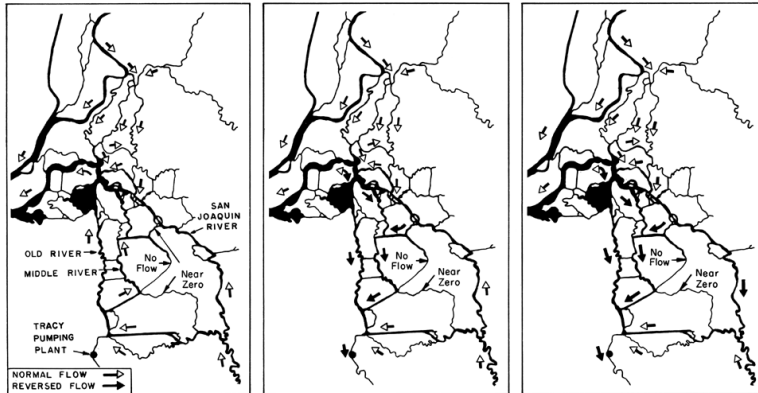 SAN
JOAQUIN
RIVER
OLD RIVER
MIDDLE RIVER
No
Flow
Near
Zero
TRACY
PUMPING
PLANT
NORMAL FLOW
REVERSED FLOW
No
Flow
Near
Zero
No
Flow
Near
Zero